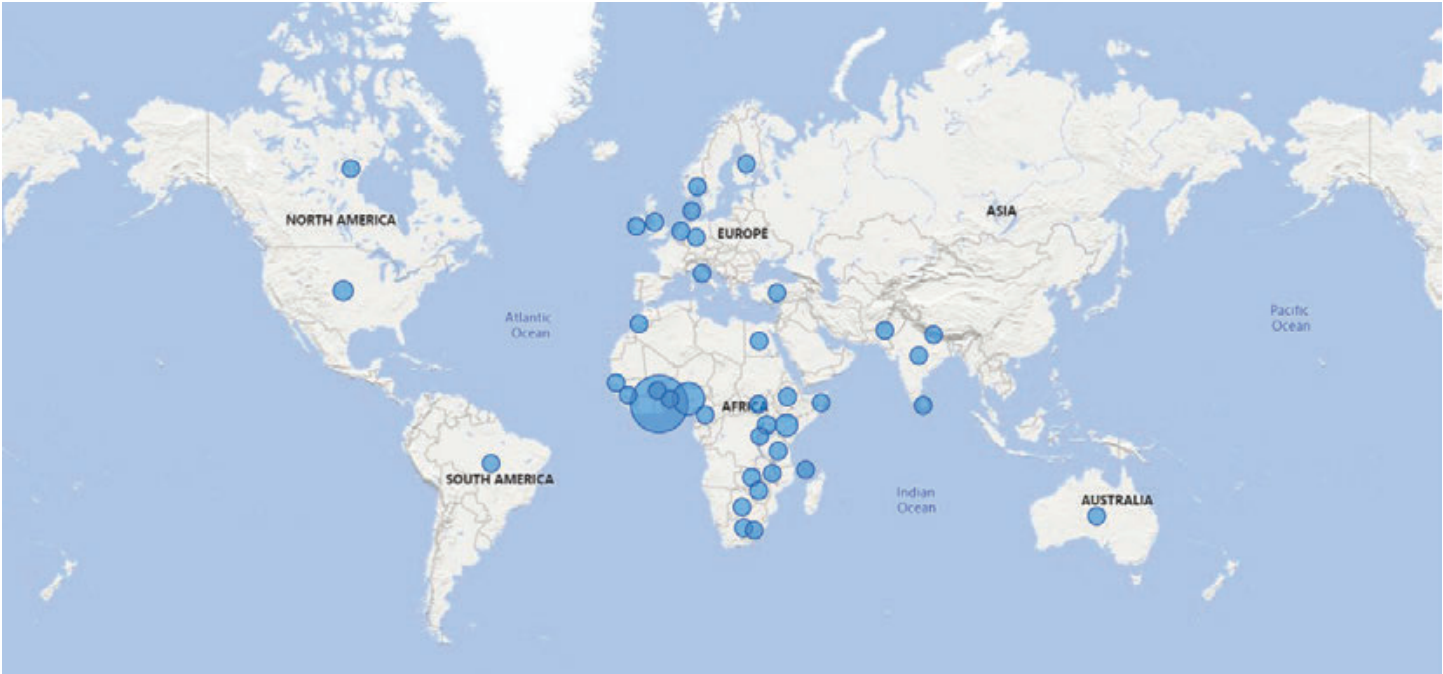 NORTH AMERICA
ASIA
EUROPE
Atlantic
Ocean
Pacific
Ocean
AFRICA
SOUTH AMERICA
Indian
Ocean
AUSTRALIA